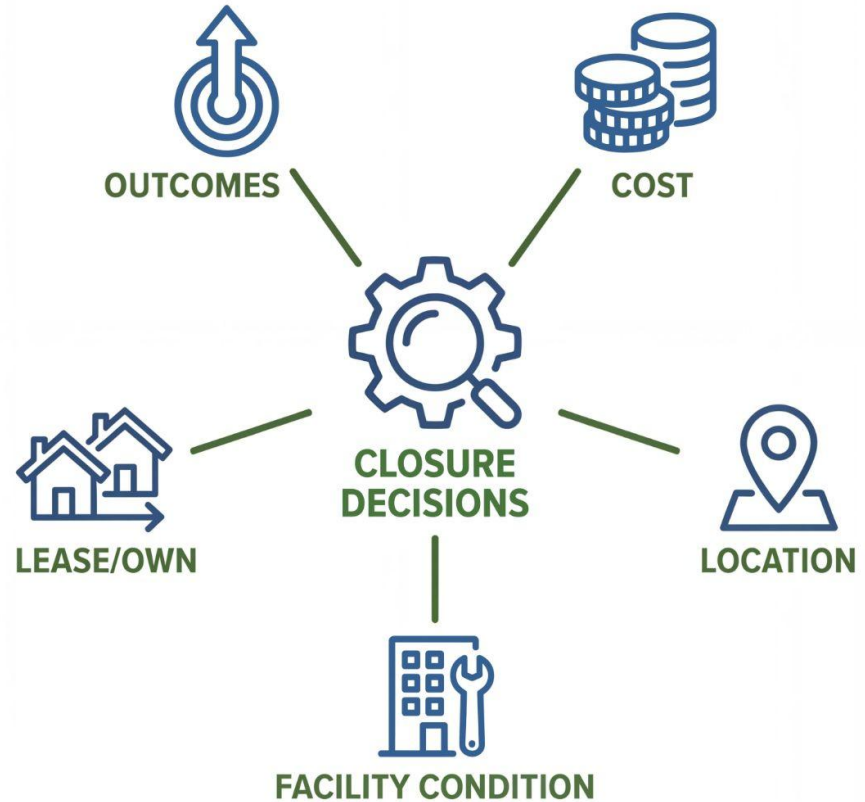 OUTCOMES
COST
CLOSURE
DECISIONS
LEASE/OWN
LOCATION
FACILITY CONDITION